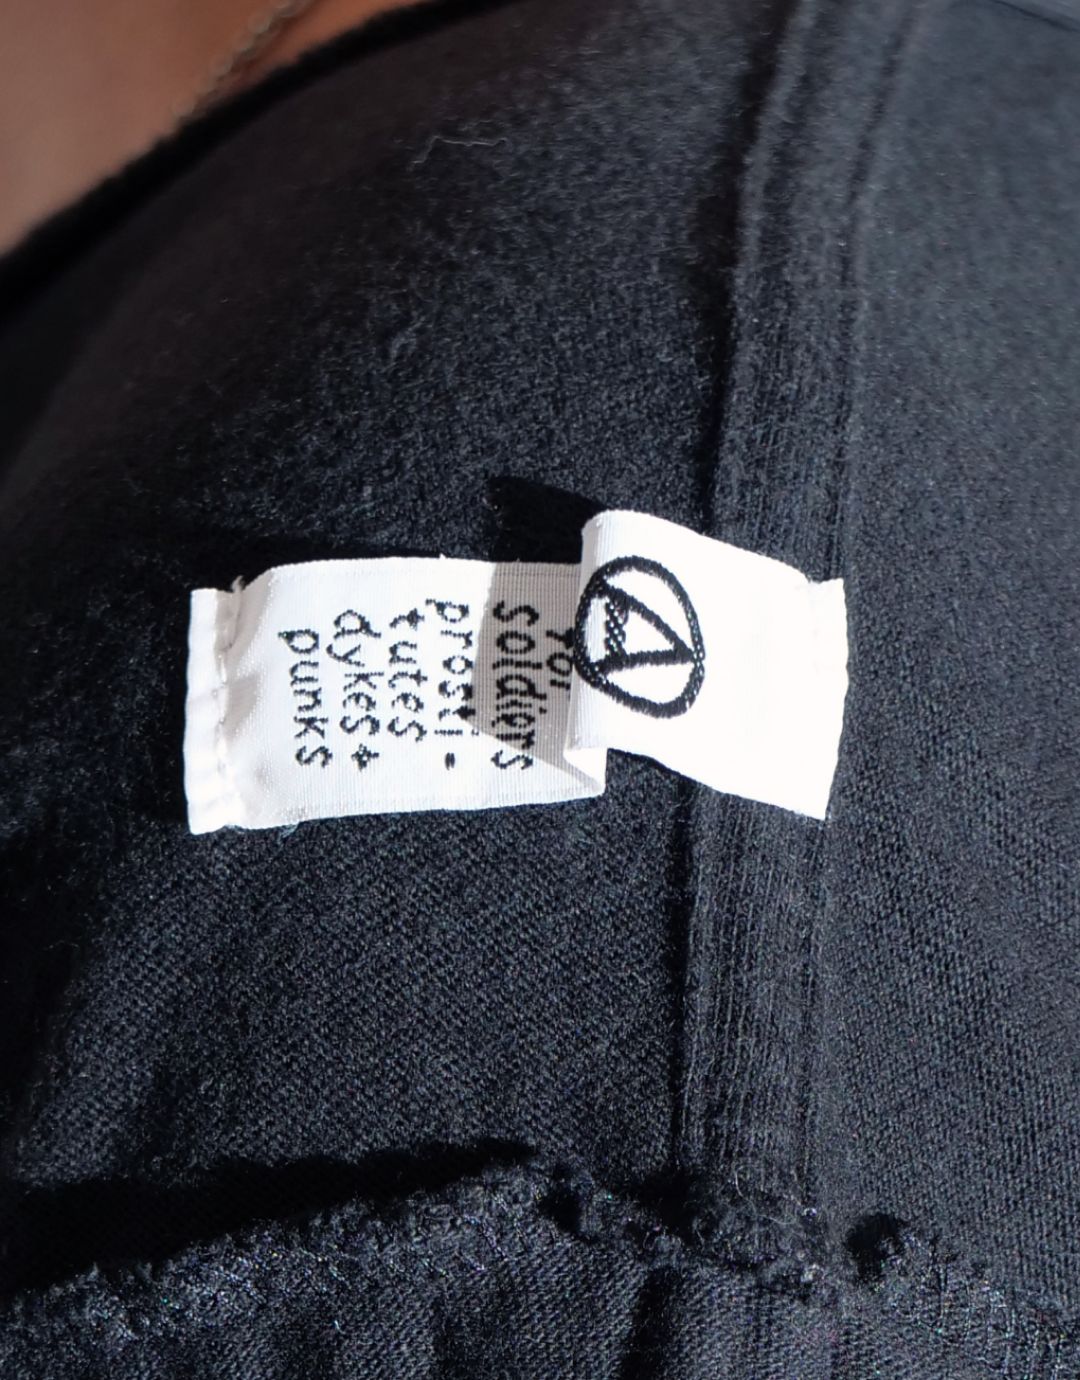 for
soldiers
prosti-
tutes
dykes+
punks